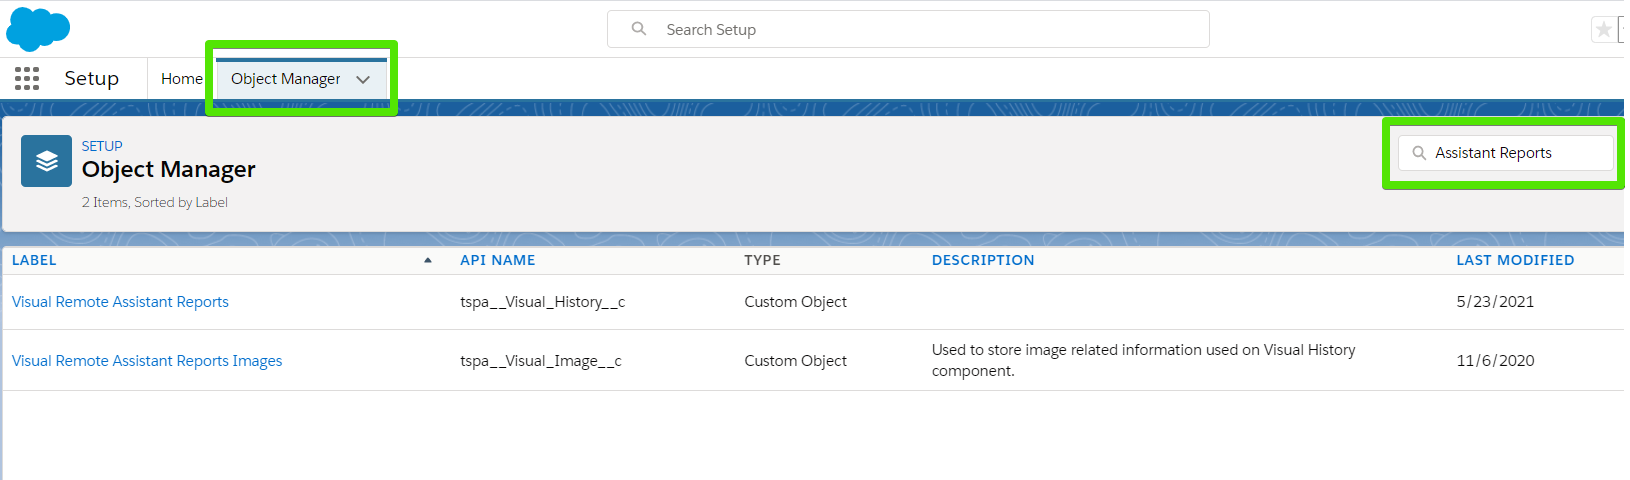 Search Setup
Setup
Home
Object Manager
SETUP
Object Manager
2 Items, Sorted by Label
Assistant Reports
LABEL API NAME TYPE DESCRIPTION LAST MODIFIED
Visual Remote Assistant Reports tspa__Visual_History__c Custom Object 5/23/2021
Visual Remote Assistant Reports Images tspa__Visual_Image__c Custom Object Used to store image related information used on Visual History
component. 11/6/2020